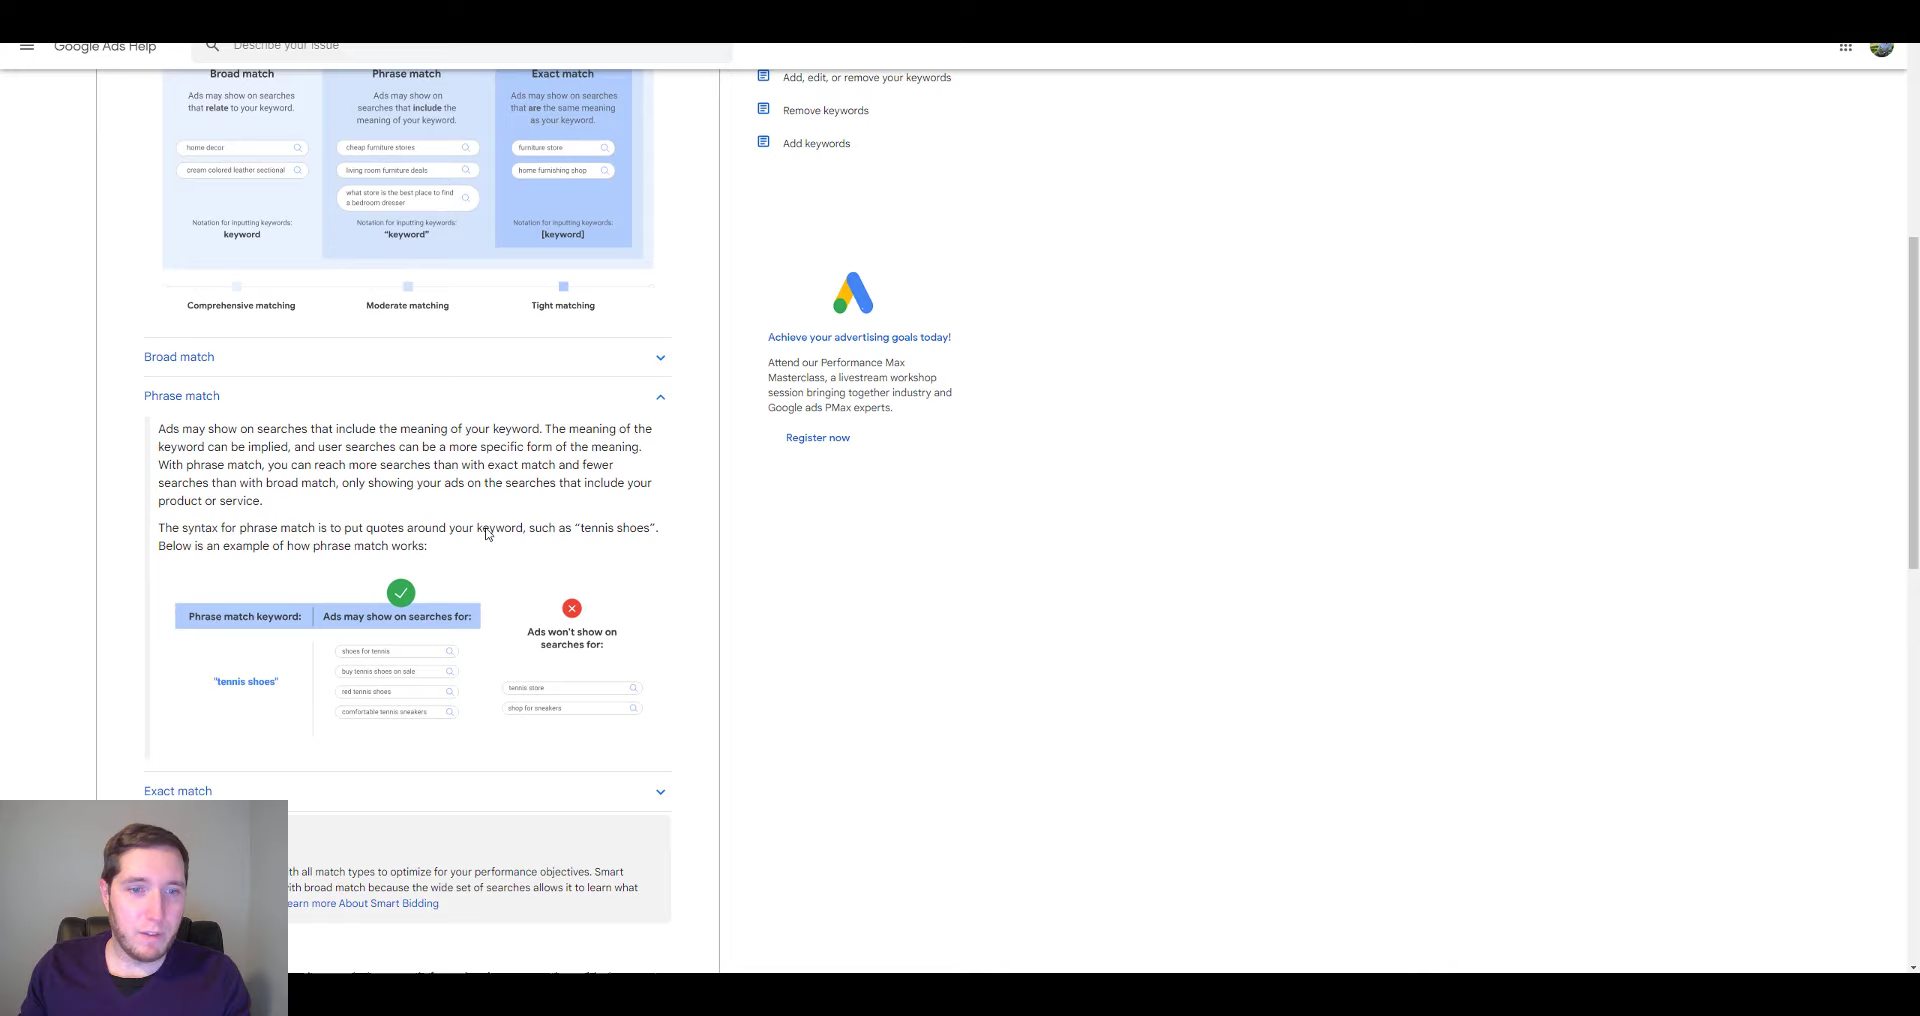 Google Ads Help
Describe your issue
Broad match
Ads may show on searches
that relate to your keyword.
home decor
cream colored leather sectional
Notation for inputting keywords:
keyword
Phrase match
Ads may show on
searches that include the
meaning of your keyword.
cheap furniture stores
living room furniture deals
what store is the best place to find
a bedroom dresser
Notation for inputting keywords:
"keyword"
Exact match
Ads may show on searches
that are the same meaning
as your keyword.
furniture store
home furnishing shop
Notation for inputting keywords:
[keyword]
Comprehensive matching
Moderate matching
Tight matching
Broad match
Phrase match
Ads may show on searches that include the meaning of your keyword. The meaning of the
keyword can be implied, and user searches can be a more specific form of the meaning.
With phrase match, you can reach more searches than with exact match and fewer
searches than with broad match, only showing your ads on the searches that include your
product or service.
The syntax for phrase match is to put quotes around your keyword, such as “tennis shoes”.
Below is an example of how phrase match works:
Phrase match keyword:
Ads may show on searches for:
"tennis shoes"
shoes for tennis
buy tennis shoes on sale
red tennis shoes
comfortable tennis sneakers
Ads won't show on
searches for:
tennis store
shop for sneakers
Exact match
th all match types to optimize for your performance objectives. Smart
ith broad match because the wide set of searches allows it to learn what
earn more About Smart Bidding
Add, edit, or remove your keywords
Remove keywords
Add keywords
Achieve your advertising goals today!
Attend our Performance Max
Masterclass, a livestream workshop
session bringing together industry and
Google ads PMax experts.
Register now